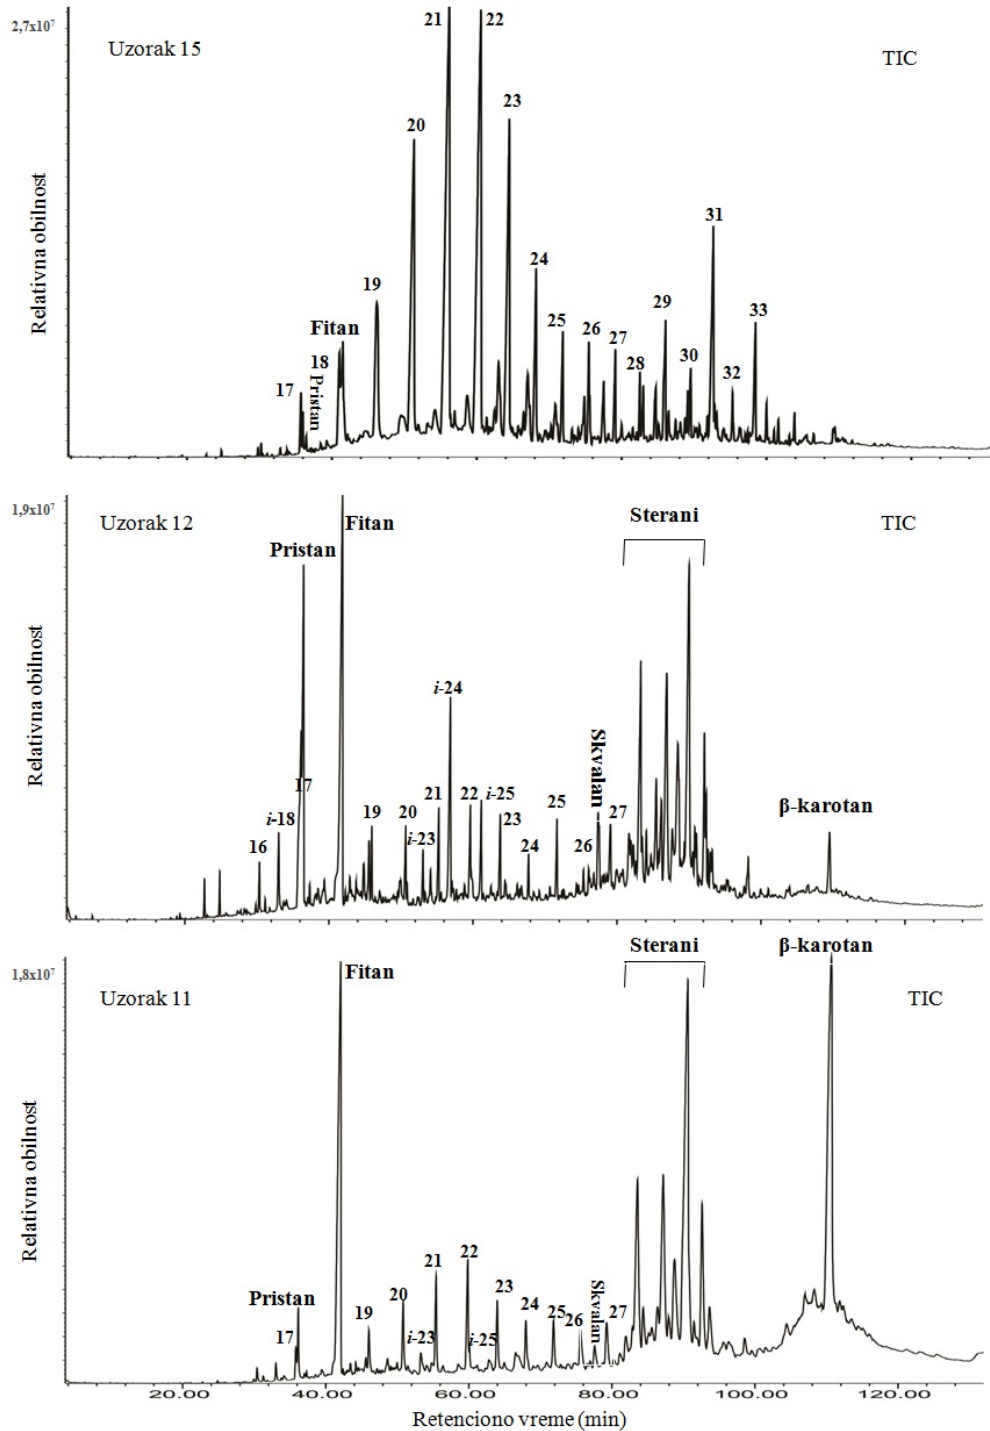 2,7x10⁷
Uzorak 15
TIC
Relativna obilnost
17
Pristan
18
Fitan
19
20
21
22
23
24
25
26
27
28
29
30
31
32
33
1,9x10⁷
Uzorak 12
TIC
Relativna obilnost
16
i-18
17
Pristan
Fitan
19
20
i-23
21
i-24
22
i-25
23
24
25
26
Skvalan
27
Sterani
β-karotan
1,8x10⁷
Uzorak 11
TIC
Relativna obilnost
17
Pristan
Fitan
19
20
i-23
21
22
i-25
23
24
25
26
Skvalan
27
Sterani
β-karotan
20.00 40.00 60.00 80.00 100.00 120.00
Retenciono vreme (min)